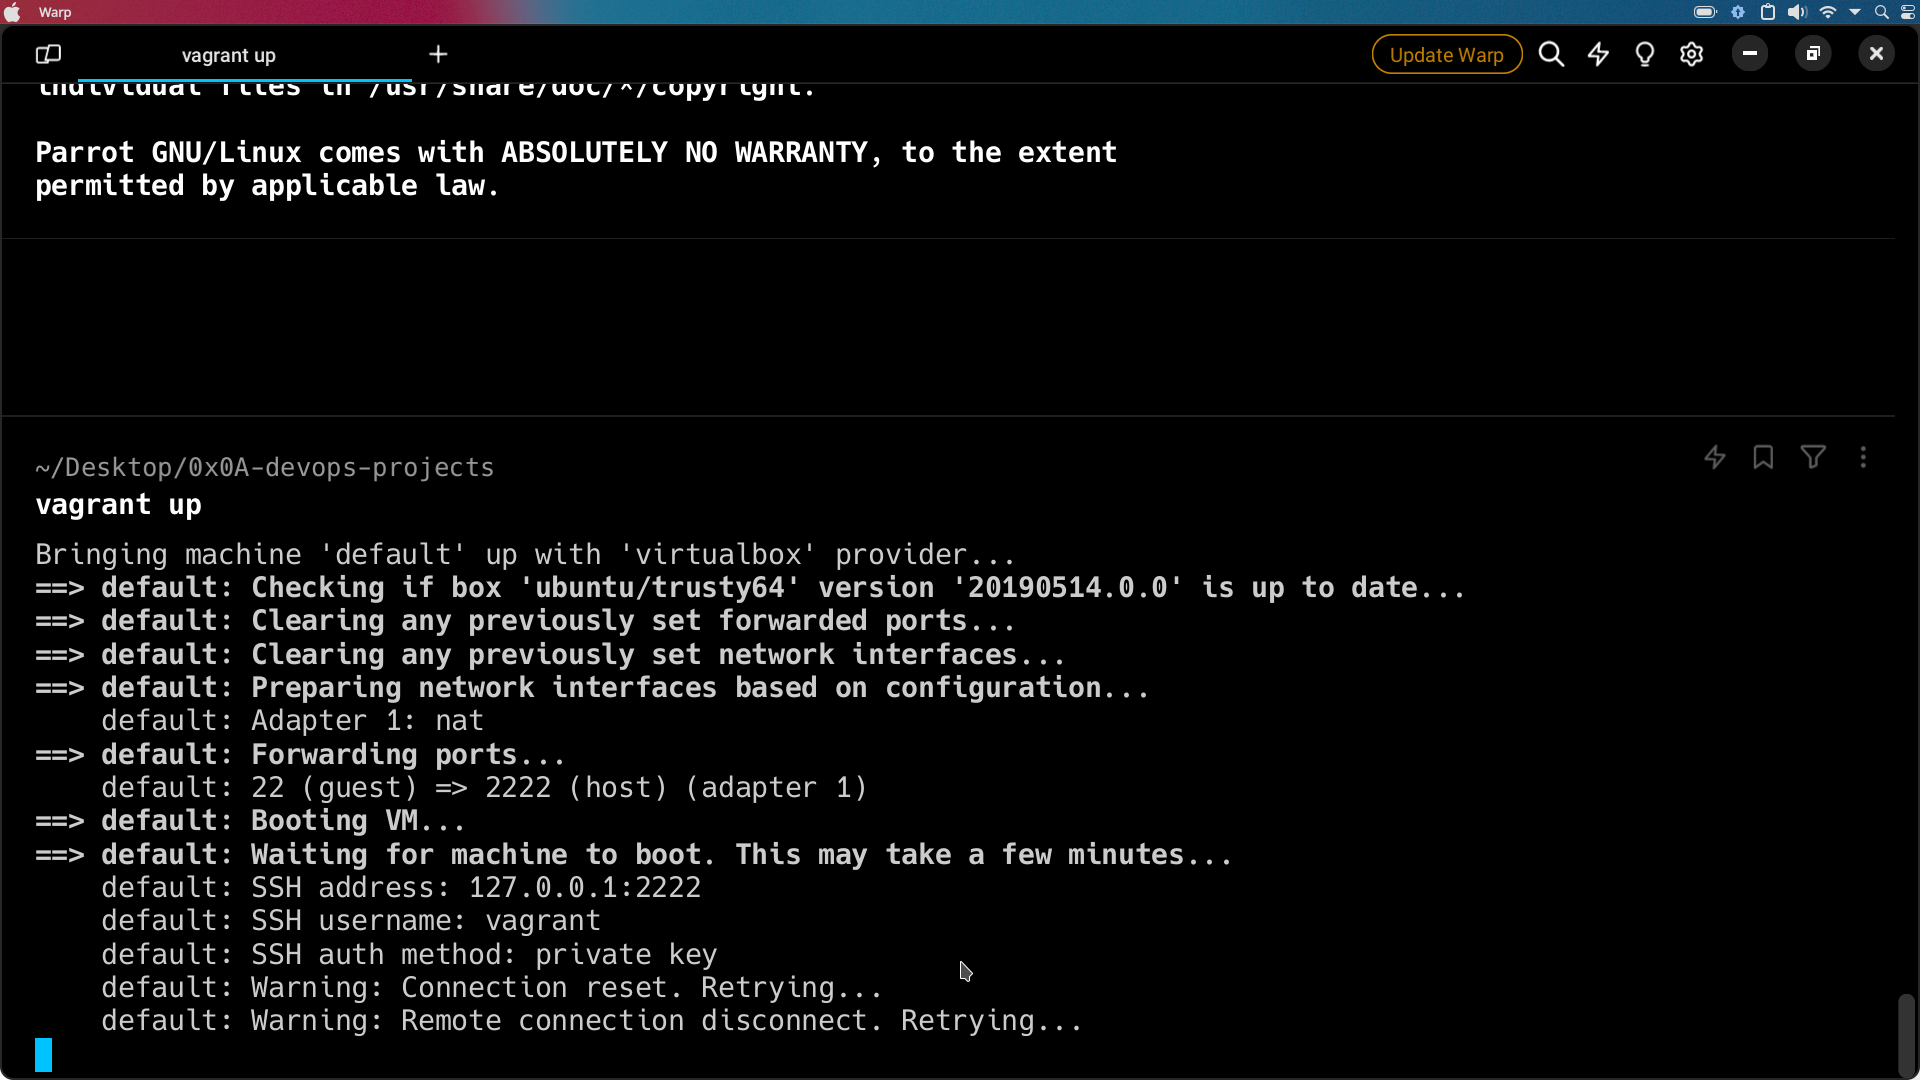 Warp
vagrant up
Update Warp
individual files in /usr/share/doc/*/copyright.
Parrot GNU/Linux comes with ABSOLUTELY NO WARRANTY, to the extent
permitted by applicable law.
~/Desktop/0x0A-devops-projects
vagrant up
Bringing machine 'default' up with 'virtualbox' provider...
==> default: Checking if box 'ubuntu/trusty64' version '20190514.0.0' is up to date...
==> default: Clearing any previously set forwarded ports...
==> default: Clearing any previously set network interfaces...
==> default: Preparing network interfaces based on configuration...
    default: Adapter 1: nat
==> default: Forwarding ports...
    default: 22 (guest) => 2222 (host) (adapter 1)
==> default: Booting VM...
==> default: Waiting for machine to boot. This may take a few minutes...
    default: SSH address: 127.0.0.1:2222
    default: SSH username: vagrant
    default: SSH auth method: private key
    default: Warning: Connection reset. Retrying...
    default: Warning: Remote connection disconnect. Retrying...